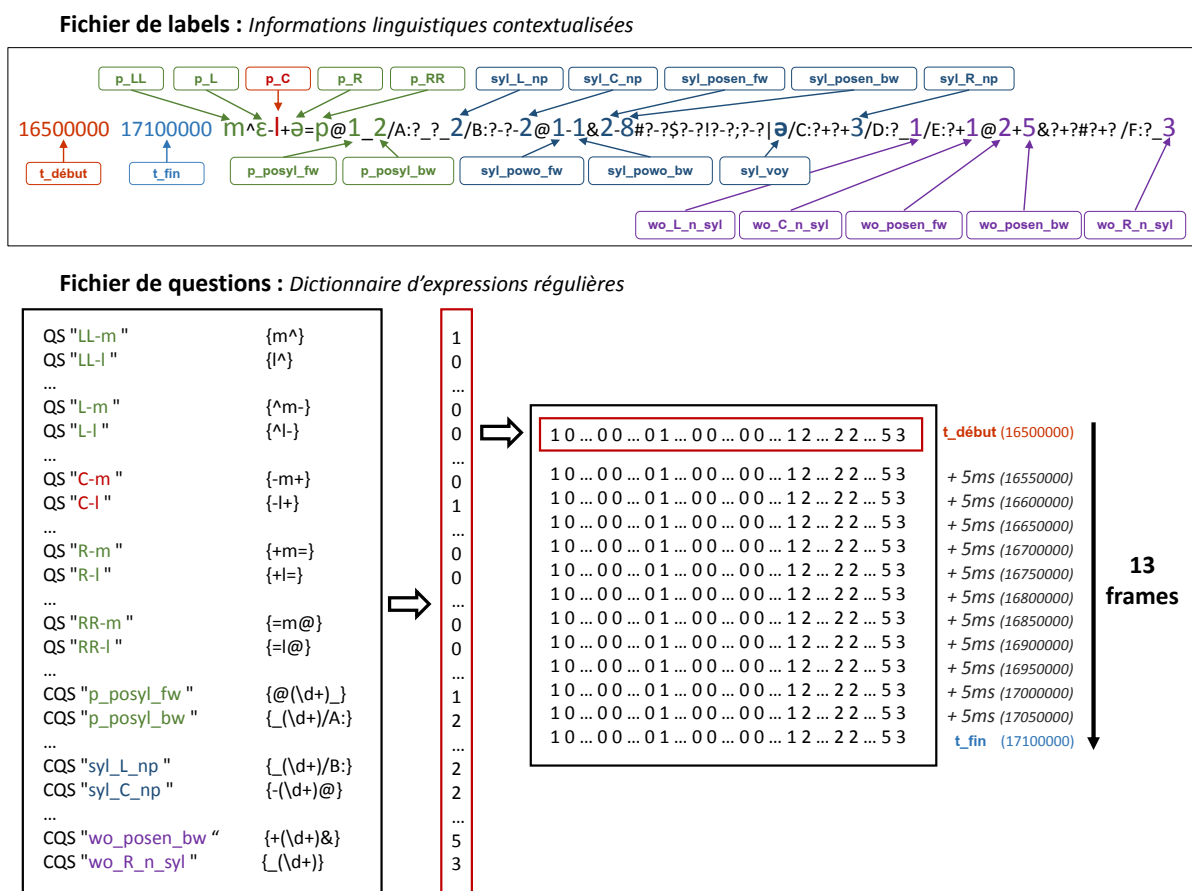 Fichier de labels : Informations linguistiques contextualisées
p_LL p_L p_C p_R p_RR syl_L_np syl_C_np syl_posen_fw syl_posen_bw syl_R_np
16500000 17100000 m^ɛ-l+ə=p@1_2/A:?_?_2/B:?-?-2@1-1&2-8#?-?$?-?!?-?;?-?|ə/C:?+?+3/D:?_1/E:?+1@2+5&?+?#?+? /F:?_3
t_début t_fin p_posyl_fw p_posyl_bw syl_powo_fw syl_powo_bw syl_voy
wo_L_n_syl wo_C_n_syl wo_posen_fw wo_posen_bw wo_R_n_syl
Fichier de questions : Dictionnaire d'expressions régulières
QS "LL-m " {m^}
QS "LL-l " {l^}
...
QS "L-m " {^m-}
QS "L-l " {^l-}
...
QS "C-m " {-m+}
QS "C-l " {-l+}
...
QS "R-m " {+m=}
QS "R-l " {+l=}
...
QS "RR-m " {=m@}
QS "RR-l " {=l@}
...
CQS "p_posyl_fw " {@(\d+)_}
CQS "p_posyl_bw " {_(\d+)/A:}
...
CQS "syl_L_np " {_(\d+)/B:}
CQS "syl_C_np " {-(\d+)@}
...
CQS "wo_posen_bw “ {+(\d+)&}
CQS "wo_R_n_syl " {_(\d+)}
1
0
...
0
0
...
0
1
...
0
0
...
0
0
...
1
2
...
2
2
...
5
3
1 0 ... 0 0 ... 0 1 ... 0 0 ... 0 0 ... 1 2 ... 2 2 ... 5 3 t_début (16500000)
1 0 ... 0 0 ... 0 1 ... 0 0 ... 0 0 ... 1 2 ... 2 2 ... 5 3 + 5ms (16550000)
1 0 ... 0 0 ... 0 1 ... 0 0 ... 0 0 ... 1 2 ... 2 2 ... 5 3 + 5ms (16600000)
1 0 ... 0 0 ... 0 1 ... 0 0 ... 0 0 ... 1 2 ... 2 2 ... 5 3 + 5ms (16650000)
1 0 ... 0 0 ... 0 1 ... 0 0 ... 0 0 ... 1 2 ... 2 2 ... 5 3 + 5ms (16700000)
1 0 ... 0 0 ... 0 1 ... 0 0 ... 0 0 ... 1 2 ... 2 2 ... 5 3 + 5ms (16750000)
1 0 ... 0 0 ... 0 1 ... 0 0 ... 0 0 ... 1 2 ... 2 2 ... 5 3 + 5ms (16800000)
1 0 ... 0 0 ... 0 1 ... 0 0 ... 0 0 ... 1 2 ... 2 2 ... 5 3 + 5ms (16850000)
1 0 ... 0 0 ... 0 1 ... 0 0 ... 0 0 ... 1 2 ... 2 2 ... 5 3 + 5ms (16900000)
1 0 ... 0 0 ... 0 1 ... 0 0 ... 0 0 ... 1 2 ... 2 2 ... 5 3 + 5ms (16950000)
1 0 ... 0 0 ... 0 1 ... 0 0 ... 0 0 ... 1 2 ... 2 2 ... 5 3 + 5ms (17000000)
1 0 ... 0 0 ... 0 1 ... 0 0 ... 0 0 ... 1 2 ... 2 2 ... 5 3 + 5ms (17050000)
1 0 ... 0 0 ... 0 1 ... 0 0 ... 0 0 ... 1 2 ... 2 2 ... 5 3 t_fin (17100000)
13
frames